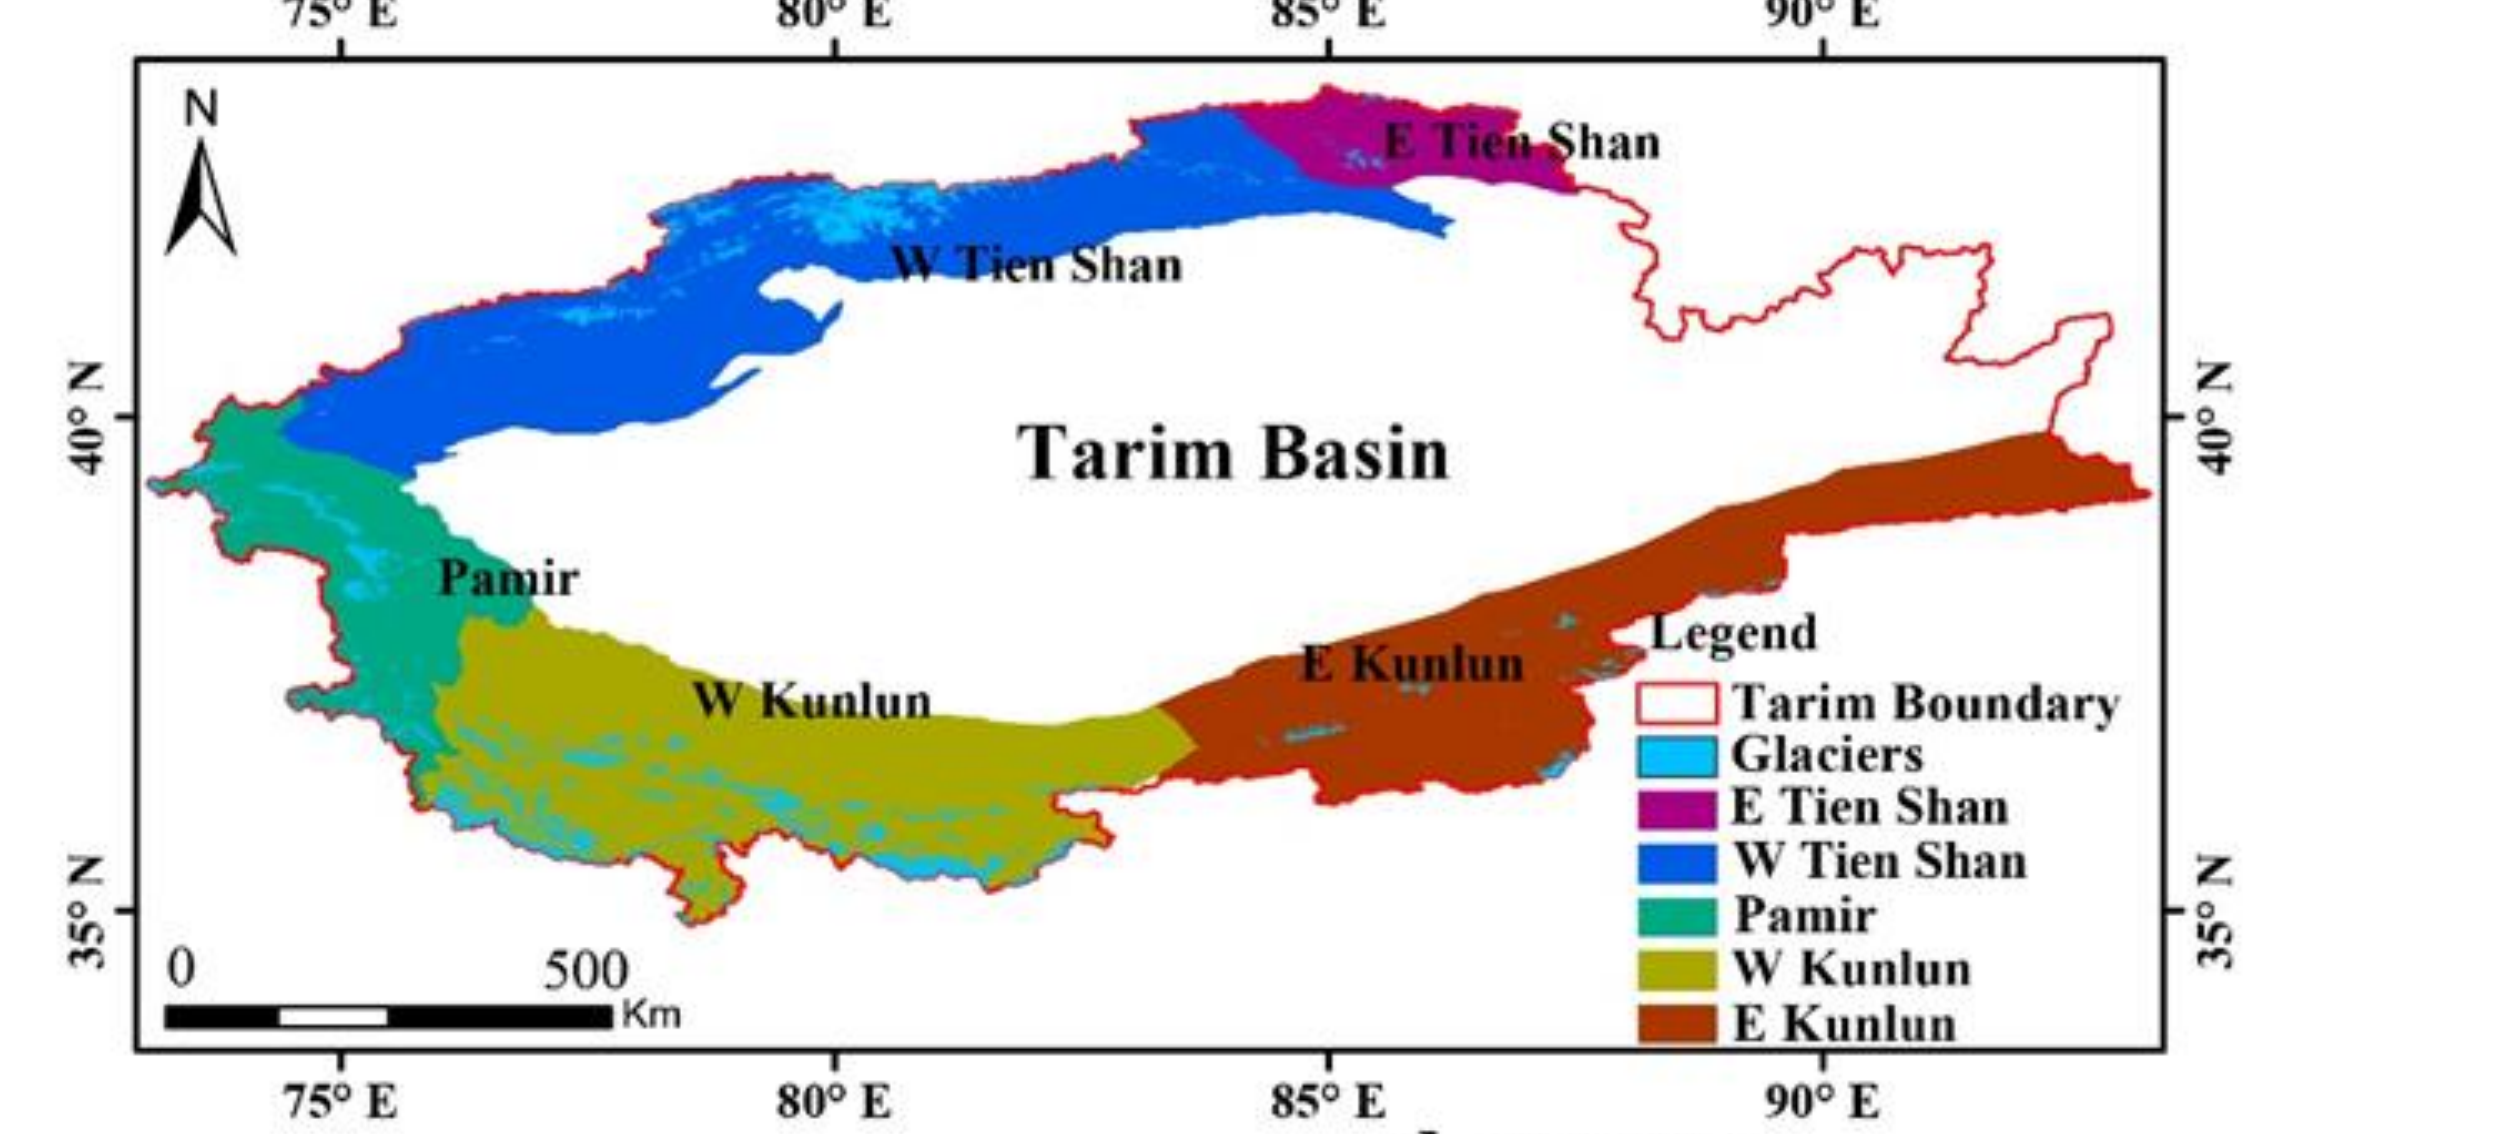 75° E 80° E 85° E 90° E
N
E Tien Shan
W Tien Shan
40° N
40° N
Tarim Basin
Pamir
W Kunlun
E Kunlun
Legend
Tarim Boundary
Glaciers
E Tien Shan
W Tien Shan
Pamir
W Kunlun
E Kunlun
35° N
35° N
0 500
Km
75° E 80° E 85° E 90° E